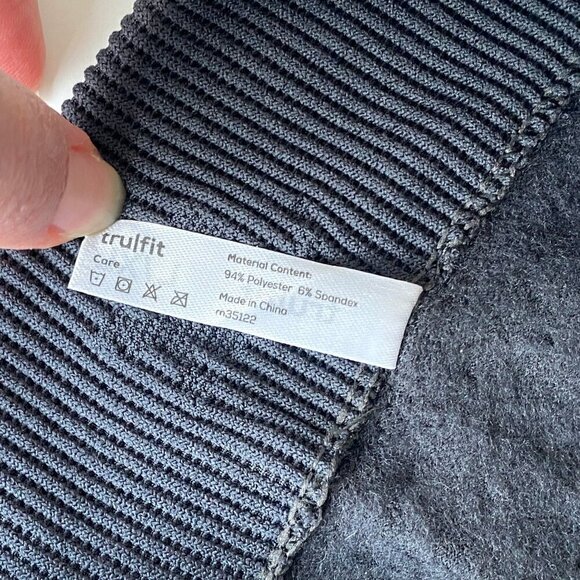 trulfit
Care
Material Content:
94% Polyester 6% Spandex
Made in China
m35122